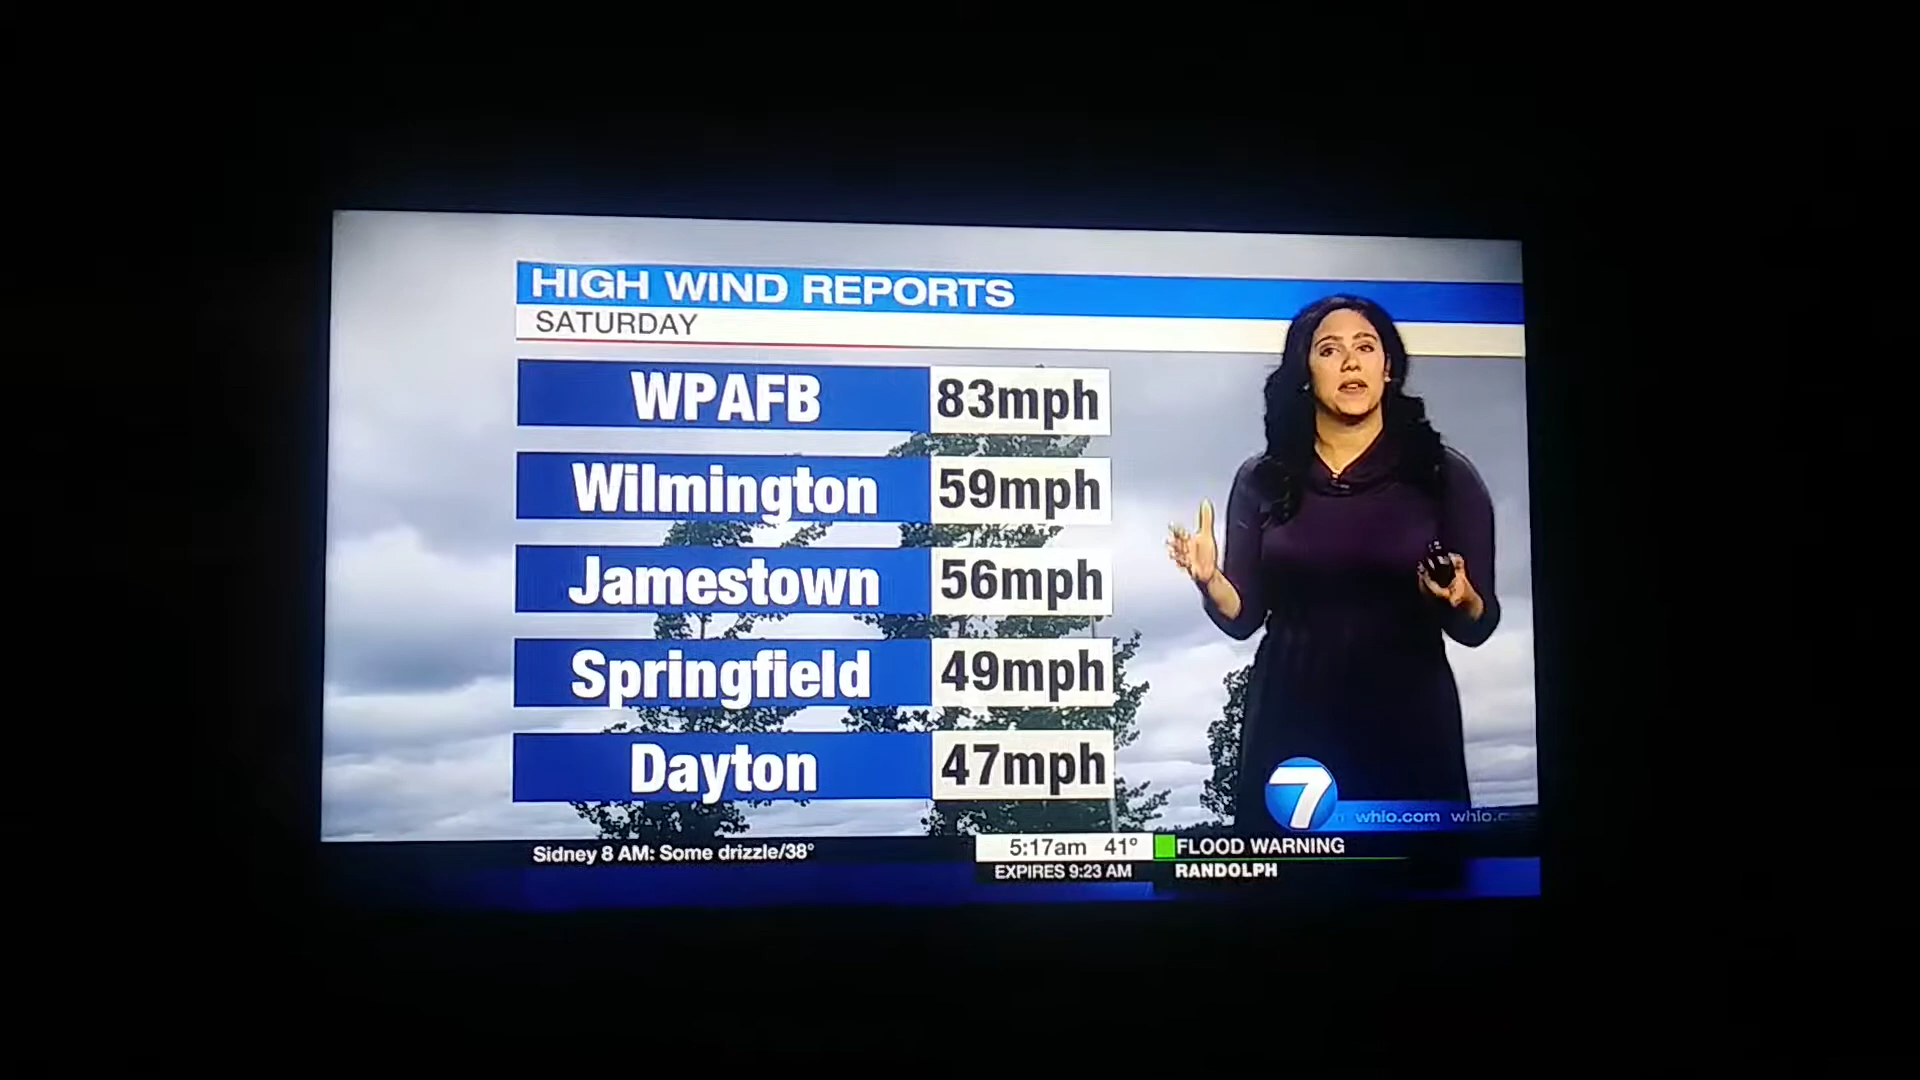 HIGH WIND REPORTS
SATURDAY
WPAFB 83mph
Wilmington 59mph
Jamestown 56mph
Springfield 49mph
Dayton 47mph
7
whio.com whio.c
Sidney 8 AM: Some drizzle/38°
5:17am 41° FLOOD WARNING
EXPIRES 9:23 AM RANDOLPH